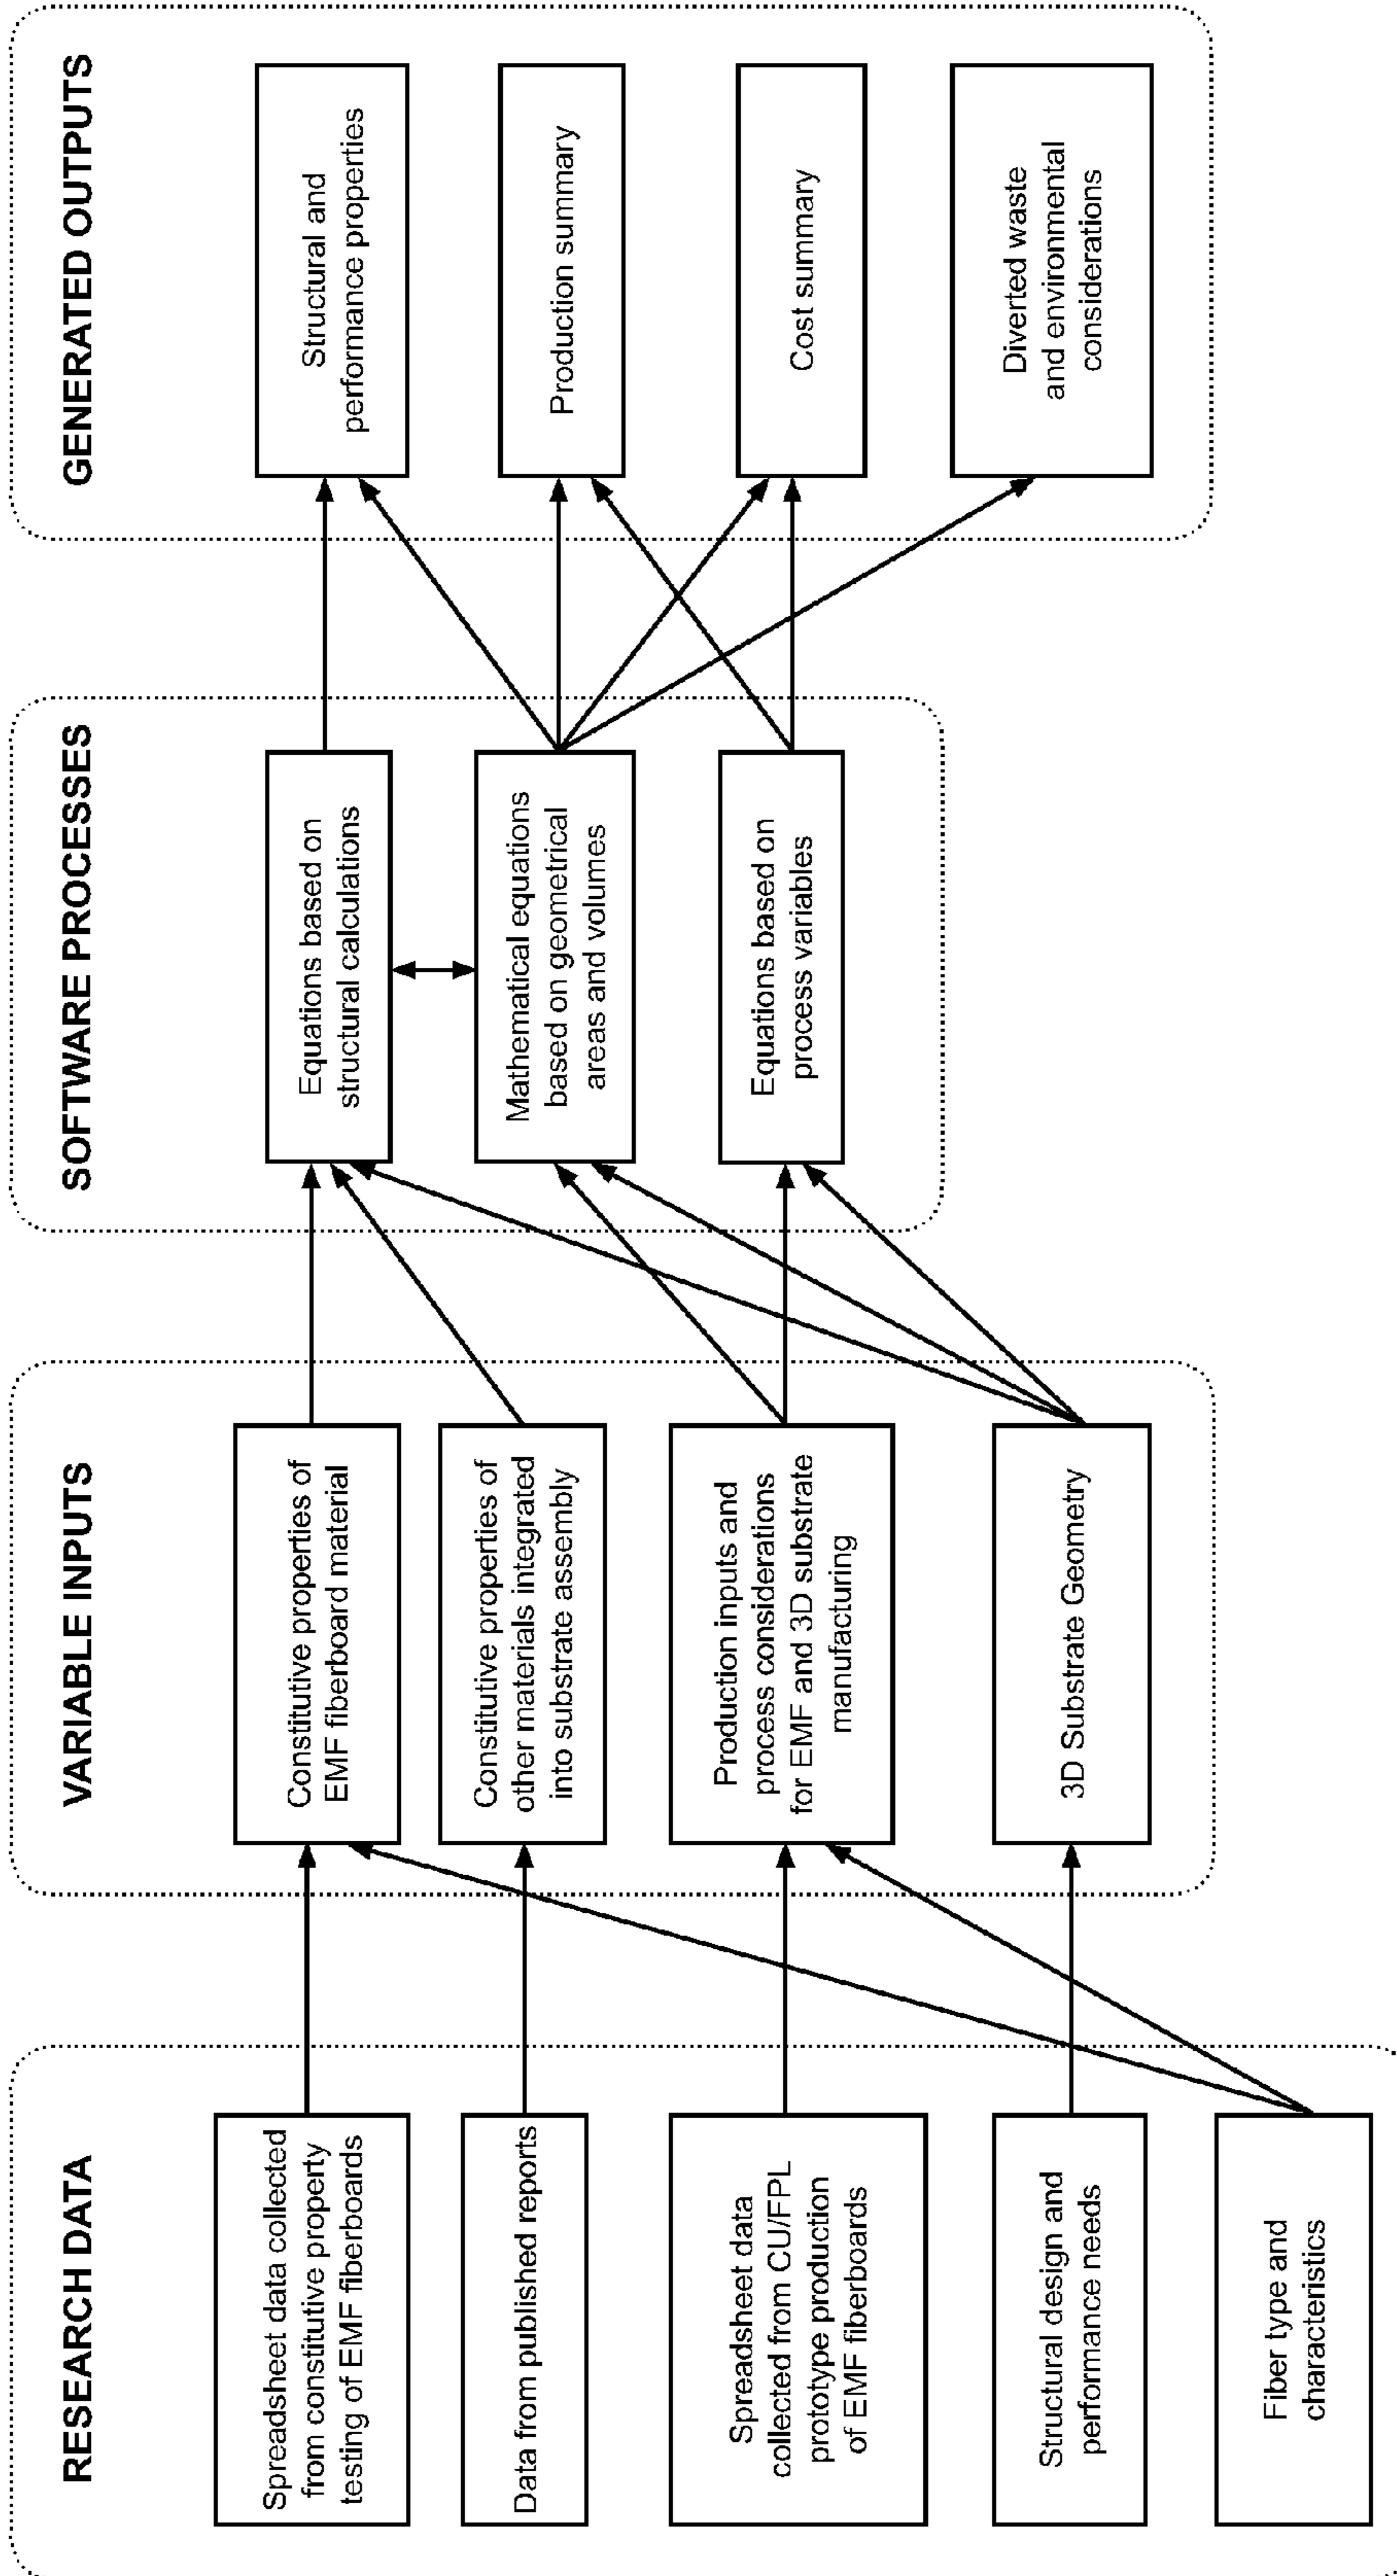 RESEARCH DATA
Spreadsheet data collected
from constitutive property
testing of EMF fiberboards
Data from published reports
Spreadsheet data
collected from CU/FPL
prototype production
of EMF fiberboards
Structural design and
performance needs
Fiber type and
characteristics
VARIABLE INPUTS
Constitutive properties of
EMF fiberboard material
Constitutive properties of
other materials integrated
into substrate assembly
Production inputs and
process considerations
for EMF and 3D substrate
manufacturing
3D Substrate Geometry
SOFTWARE PROCESSES
Equations based on
structural calculations
Mathematical equations
based on geometrical
areas and volumes
Equations based on
process variables
GENERATED OUTPUTS
Structural and
performance properties
Production summary
Cost summary
Diverted waste
and environmental
considerations